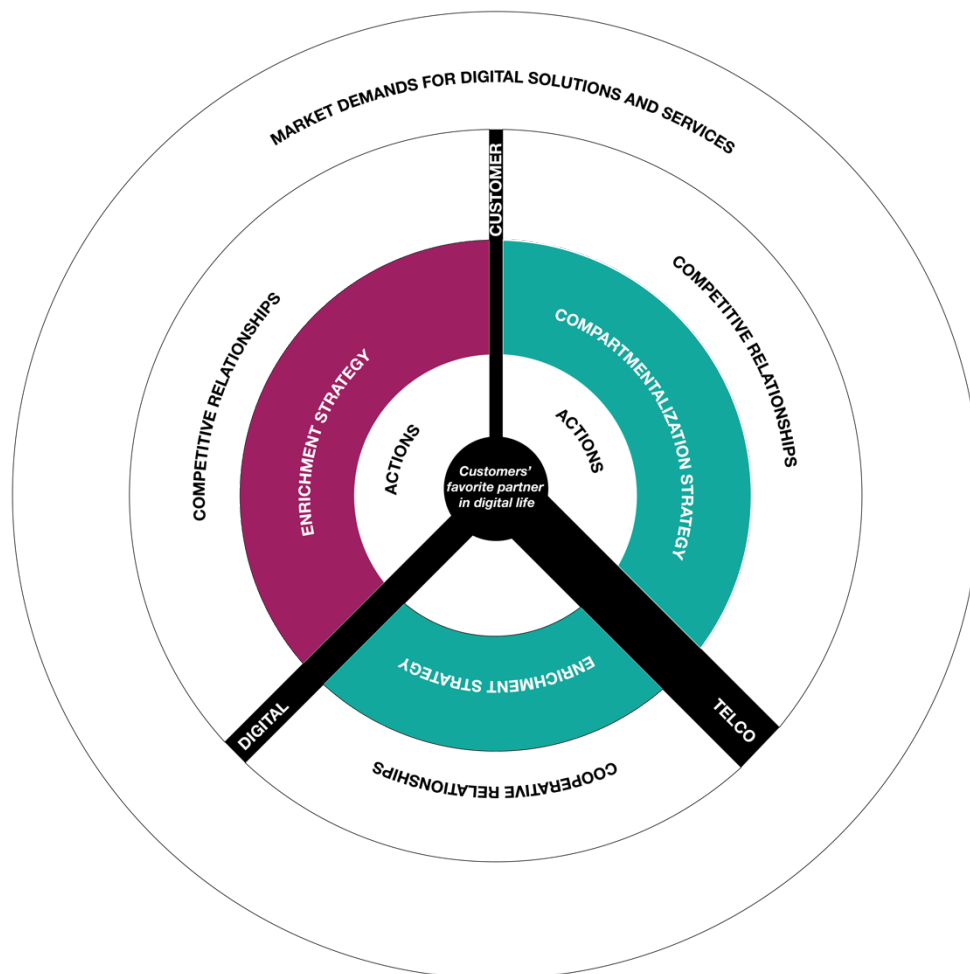 MARKET DEMANDS FOR DIGITAL SOLUTIONS AND SERVICES
CUSTOMER
COMPETITIVE RELATIONSHIPS
COMPETITIVE RELATIONSHIPS
ENRICHMENT STRATEGY
COMPARTMENTALIZATION STRATEGY
ACTIONS
ACTIONS
Customers’
favorite partner
in digital life
ENRICHMENT STRATEGY
DIGITAL
TELCO
COOPERATIVE RELATIONSHIPS